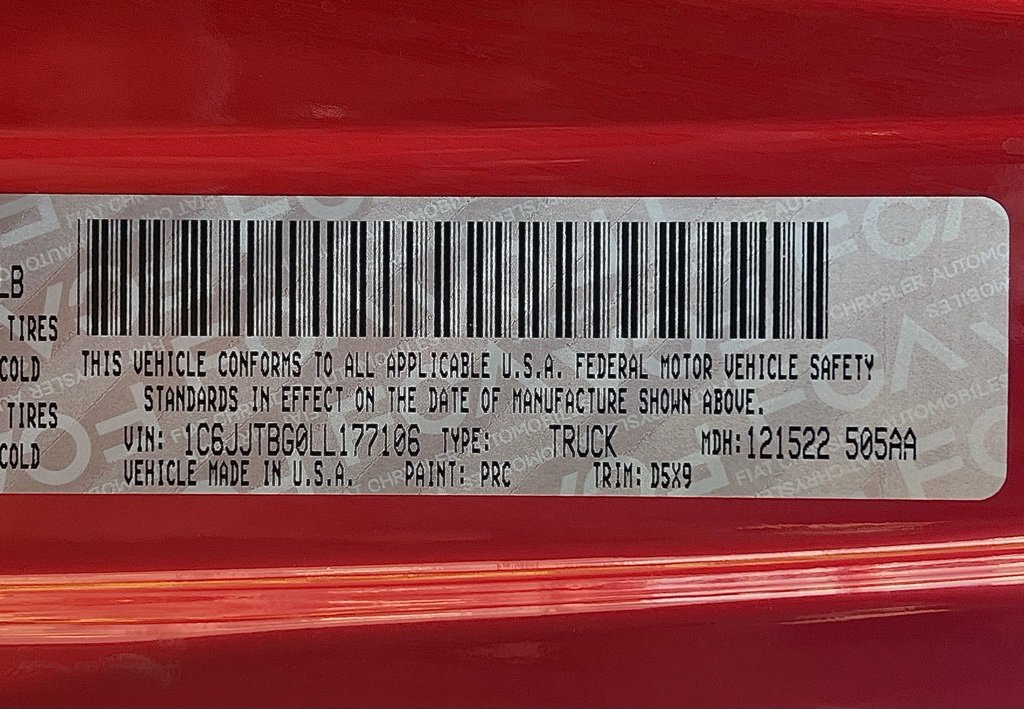 LB
TIRES
COLD
TIRES
COLD
THIS VEHICLE CONFORMS TO ALL APPLICABLE U.S.A. FEDERAL MOTOR VEHICLE SAFETY
STANDARDS IN EFFECT ON THE DATE OF MANUFACTURE SHOWN ABOVE.
VIN: 1C6JJTBG0LL177106 TYPE: TRUCK MDH:121522 505AA
VEHICLE MADE IN U.S.A. PAINT: PRC TRIM: D5X9
CHRYSLER AUTOMO